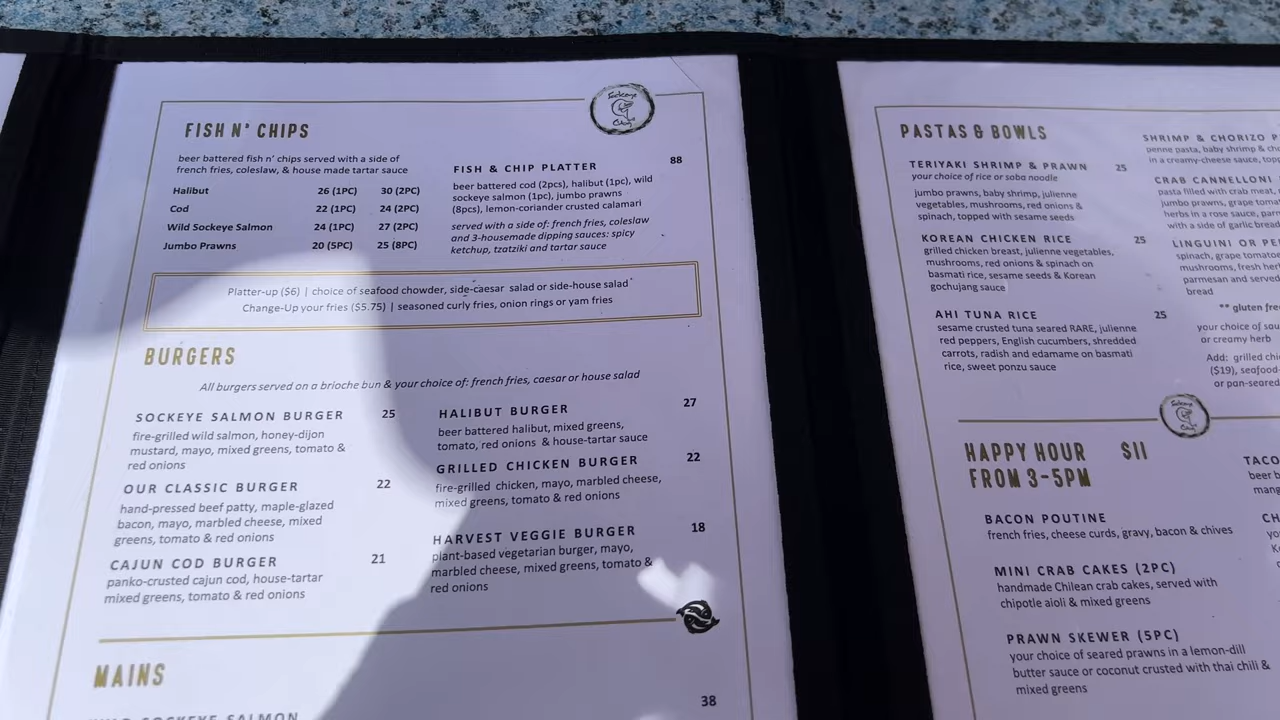 FISH N' CHIPS
beer battered fish n' chips served with a side of
french fries, coleslaw, & house made tartar sauce
Halibut 26 (1PC) 30 (2PC)
Cod 22 (1PC) 24 (2PC)
Wild Sockeye Salmon 24 (1PC) 27 (2PC)
Jumbo Prawns 20 (5PC) 25 (8PC)
FISH & CHIP PLATTER 88
beer battered cod (2pcs), halibut (1pc), wild
sockeye salmon (1pc), jumbo prawns
(8pcs), lemon-coriander crusted calamari
served with a side of: french fries, coleslaw
and 3-housemade dipping sauces: spicy
ketchup, tzatziki and tartar sauce
Platter-up ($6) | choice of seafood chowder, side-caesar salad or side-house salad
Change-Up your fries ($5.75) | seasoned curly fries, onion rings or yam fries
BURGERS
All burgers served on a brioche bun & your choice of: french fries, caesar or house salad
SOCKEYE SALMON BURGER 25
fire-grilled wild salmon, honey-dijon
mustard, mayo, mixed greens, tomato &
red onions
OUR CLASSIC BURGER 22
hand-pressed beef patty, maple-glazed
bacon, mayo, marbled cheese, mixed
greens, tomato & red onions
CAJUN COD BURGER 21
panko-crusted cajun cod, house-tartar
mixed greens, tomato & red onions
HALIBUT BURGER 27
beer battered halibut, mixed greens,
tomato, red onions & house-tartar sauce
GRILLED CHICKEN BURGER 22
fire-grilled chicken, mayo, marbled cheese,
mixed greens, tomato & red onions
HARVEST VEGGIE BURGER 18
plant-based vegetarian burger, mayo,
marbled cheese, mixed greens, tomato &
red onions
MAINS
WILD SOCKEYE SALMON 38
PASTAS & BOWLS
TERIYAKI SHRIMP & PRAWN 25
your choice of rice or soba noodle
jumbo prawns, baby shrimp, julienne
vegetables, mushrooms, red onions &
spinach, topped with sesame seeds
KOREAN CHICKEN RICE 25
grilled chicken breast, julienne vegetables,
mushrooms, red onions & spinach on
basmati rice, sesame seeds & Korean
gochujang sauce
AHI TUNA RICE 25
sesame crusted tuna seared RARE, julienne
red peppers, English cucumbers, shredded
carrots, radish and edamame on basmati
rice, sweet ponzu sauce
SHRIMP & CHORIZO
penne pasta, baby shrimp &
in a creamy-cheese sauce,
CRAB CANNELLONI
pasta filled with crab meat,
jumbo prawns, grape
herbs in a rose sauce,
with a side of garlic bread
LINGUINI OR
spinach, grape
mushrooms, fresh
parmesan and served
bread
** gluten
your choice of
or creamy herb
Add: grilled
($19), seafood-
or pan-seared
HAPPY HOUR $11
FROM 3-5PM
BACON POUTINE
french fries, cheese curds, gravy, bacon & chives
MINI CRAB CAKES (2PC)
handmade Chilean crab cakes, served with
chipotle aioli & mixed greens
PRAWN SKEWER (5PC)
your choice of seared prawns in a lemon-dill
butter sauce or coconut crusted with thai chili &
mixed greens
TACO
beer